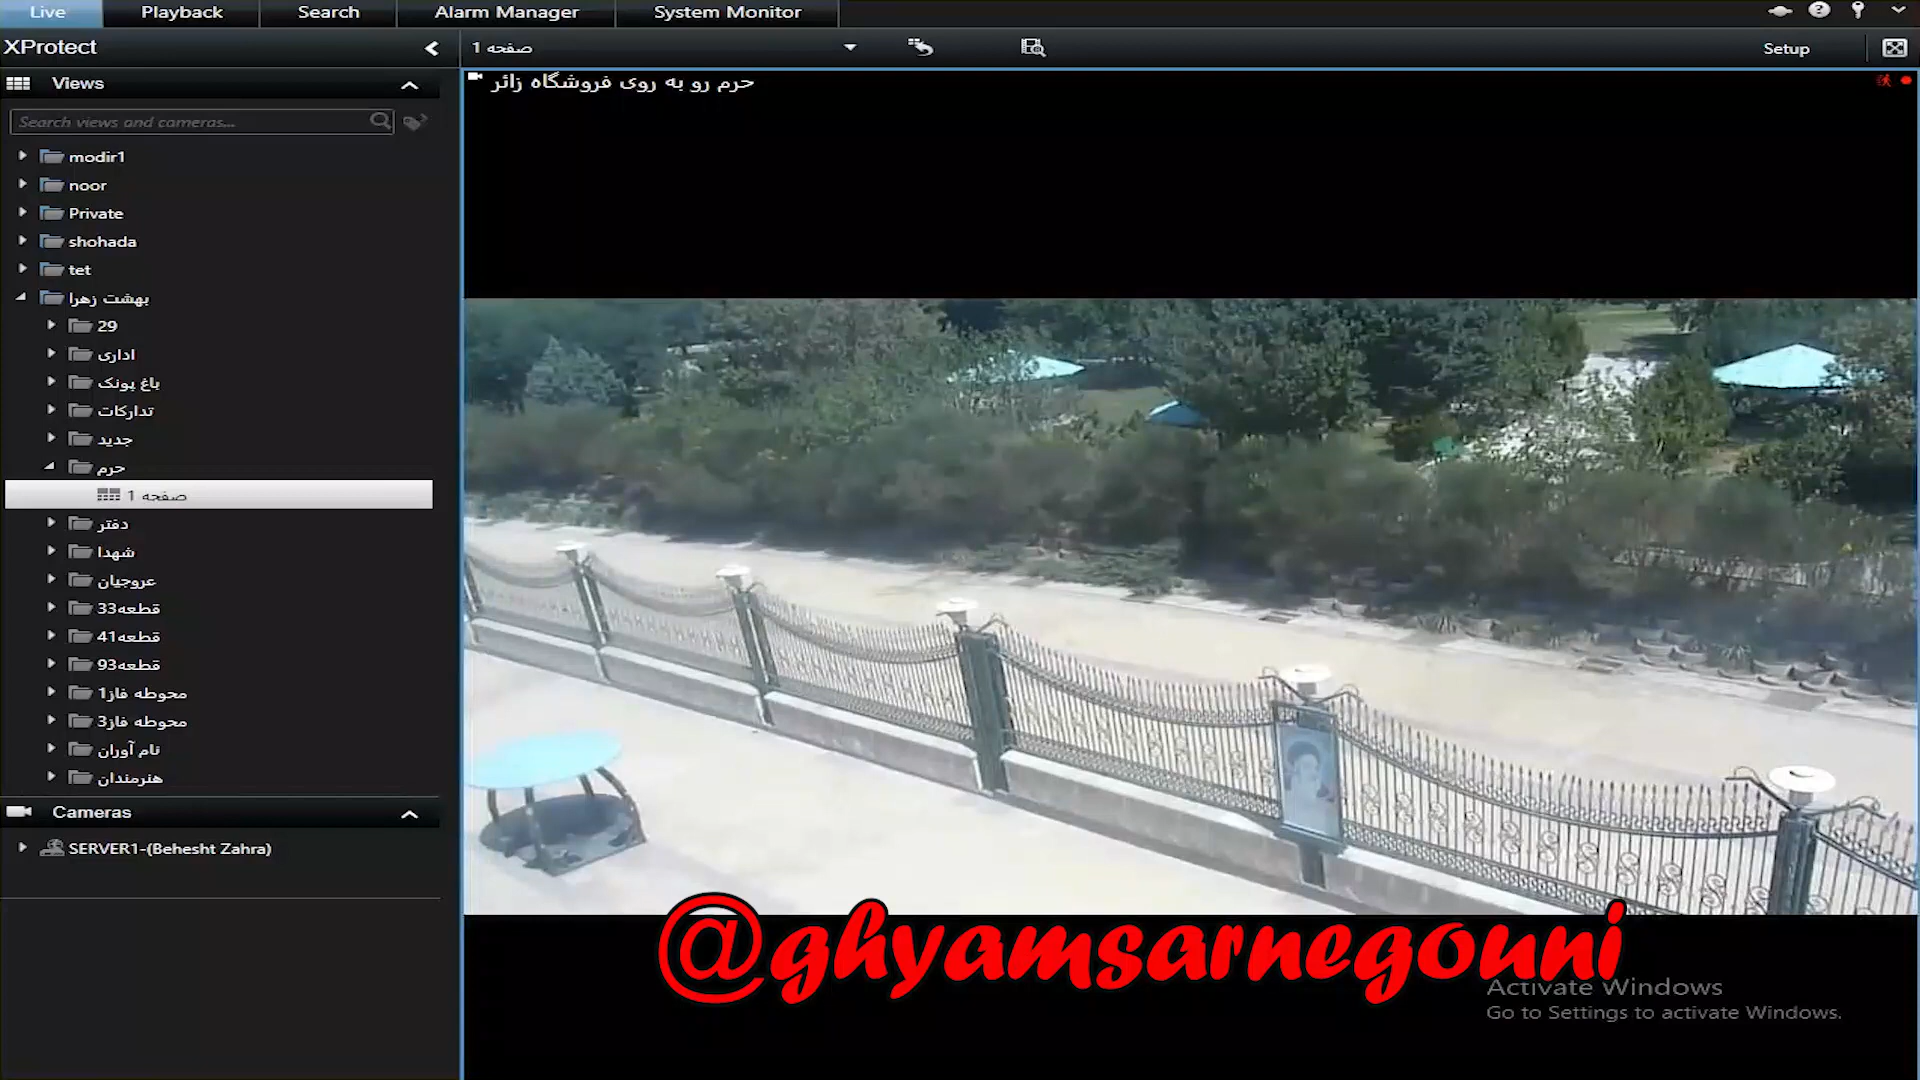 Live
Playback
Search
Alarm Manager
System Monitor
XProtect
صفحه 1
Setup
Views
حرم رو به روی فروشگاه زائر
Search views and cameras...
modir1
noor
Private
shohada
tet
بهشت زهرا
29
اداری
باغ پونک
تدارکات
جدید
حرم
صفحه 1
دفتر
شهدا
عروجیان
قطعه33
قطعه41
قطعه93
محوطه فاز1
محوطه فاز3
نام آوران
هنرمندان
Cameras
SERVER1-(Behesht Zahra)
@ghyamsarnegouni
Activate Windows
Go to Settings to activate Windows.